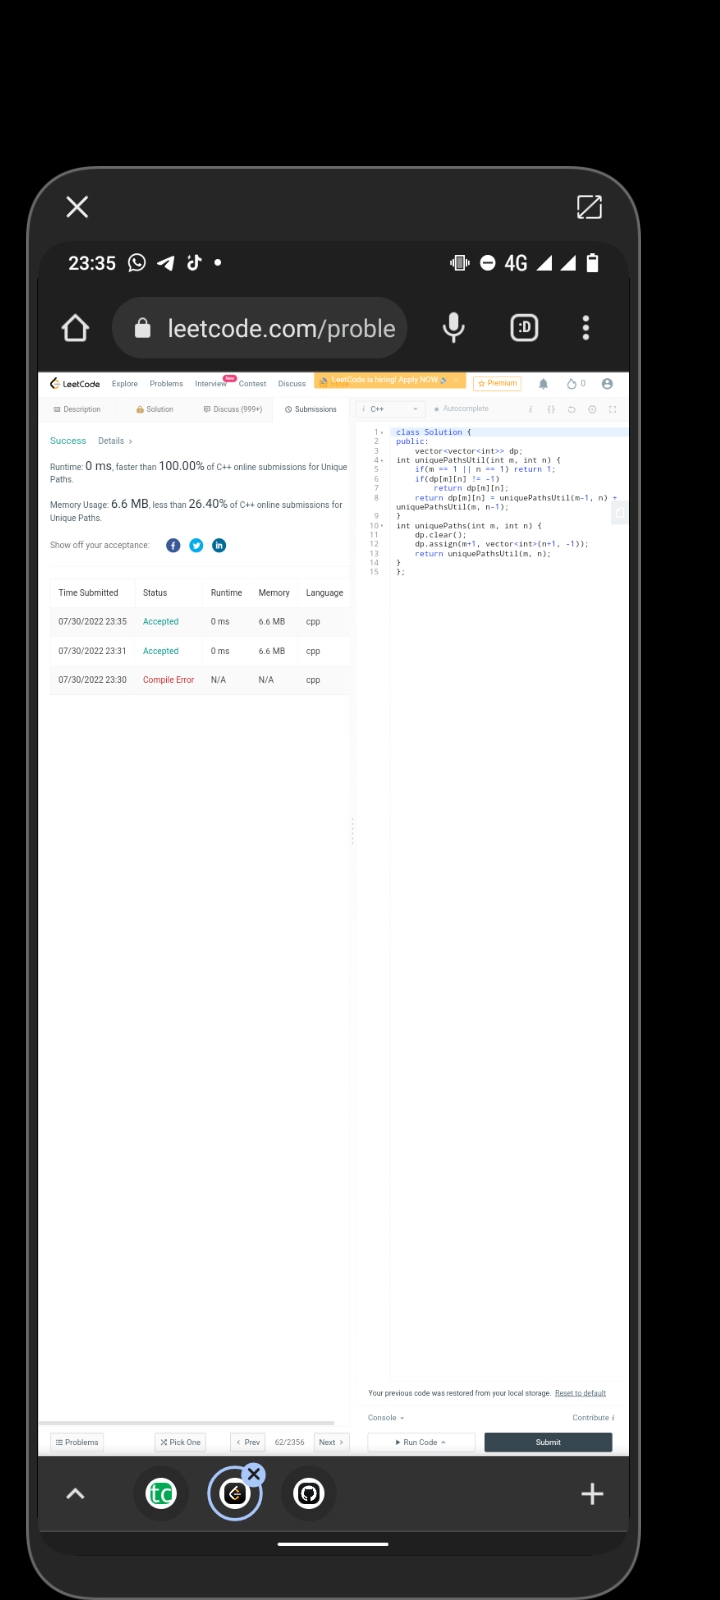 23:35
4G
leetcode.com/proble
:D
LeetCode Explore Problems Interview New Contest Discuss LeetCode is hiring! Apply NOW Premium 0
Description Solution Discuss (999+) Submissions
i C++ Autocomplete i {}
Success Details >
Runtime: 0 ms, faster than 100.00% of C++ online submissions for Unique
Paths.
Memory Usage: 6.6 MB, less than 26.40% of C++ online submissions for
Unique Paths.
Show off your acceptance:
Time Submitted Status Runtime Memory Language
07/30/2022 23:35 Accepted 0 ms 6.6 MB cpp
07/30/2022 23:31 Accepted 0 ms 6.6 MB cpp
07/30/2022 23:30 Compile Error N/A N/A cpp
1 class Solution {
2 public:
3 vector<vector<int>> dp;
4 int uniquePathsUtil(int m, int n) {
5 if(m == 1 || n == 1) return 1;
6 if(dp[m][n] != -1)
7 return dp[m][n];
8 return dp[m][n] = uniquePathsUtil(m-1, n) +
uniquePathsUtil(m, n-1);
9 }
10 int uniquePaths(int m, int n) {
11 dp.clear();
12 dp.assign(m+1, vector<int>(n+1, -1));
13 return uniquePathsUtil(m, n);
14 }
15 };
Your previous code was restored from your local storage. Reset to default
Console Contribute i
Problems Pick One < Prev 62/2356 Next > Run Code Submit
tc